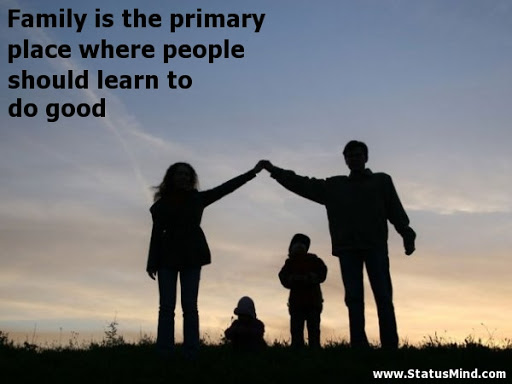 Family is the primary
place where people
should learn to
do good
www.StatusMind.com